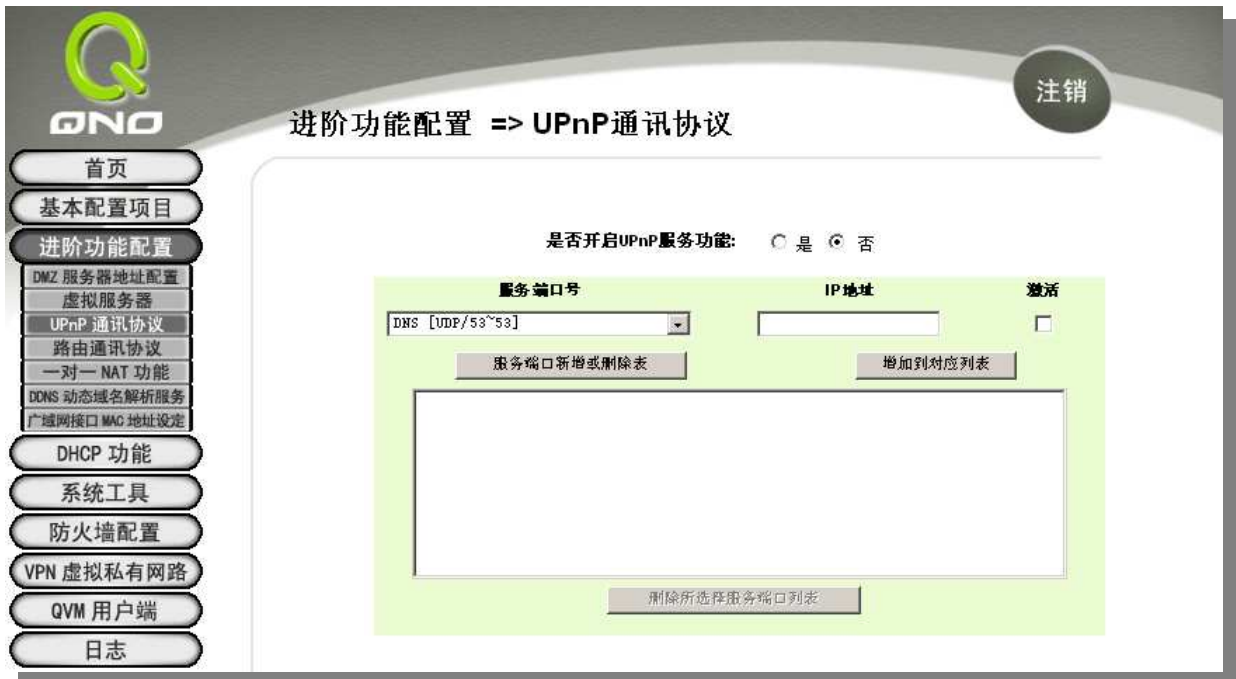 QNO
注销
进阶功能配置 => UPnP通讯协议
首页
基本配置项目
进阶功能配置
DMZ 服务器地址配置
虚拟服务器
UPnP 通讯协议
路由通讯协议
一对一 NAT 功能
DDNS 动态域名解析服务
广域网接口 MAC 地址设定
DHCP 功能
系统工具
防火墙配置
VPN 虚拟私有网路
QVM 用户端
日志
是否开启UPnP服务功能: 是 否
服务端口号 IP地址 激活
DNS [UDP/53~53]
服务端口新增或删除表 增加到对应列表
删除所选择服务端口列表